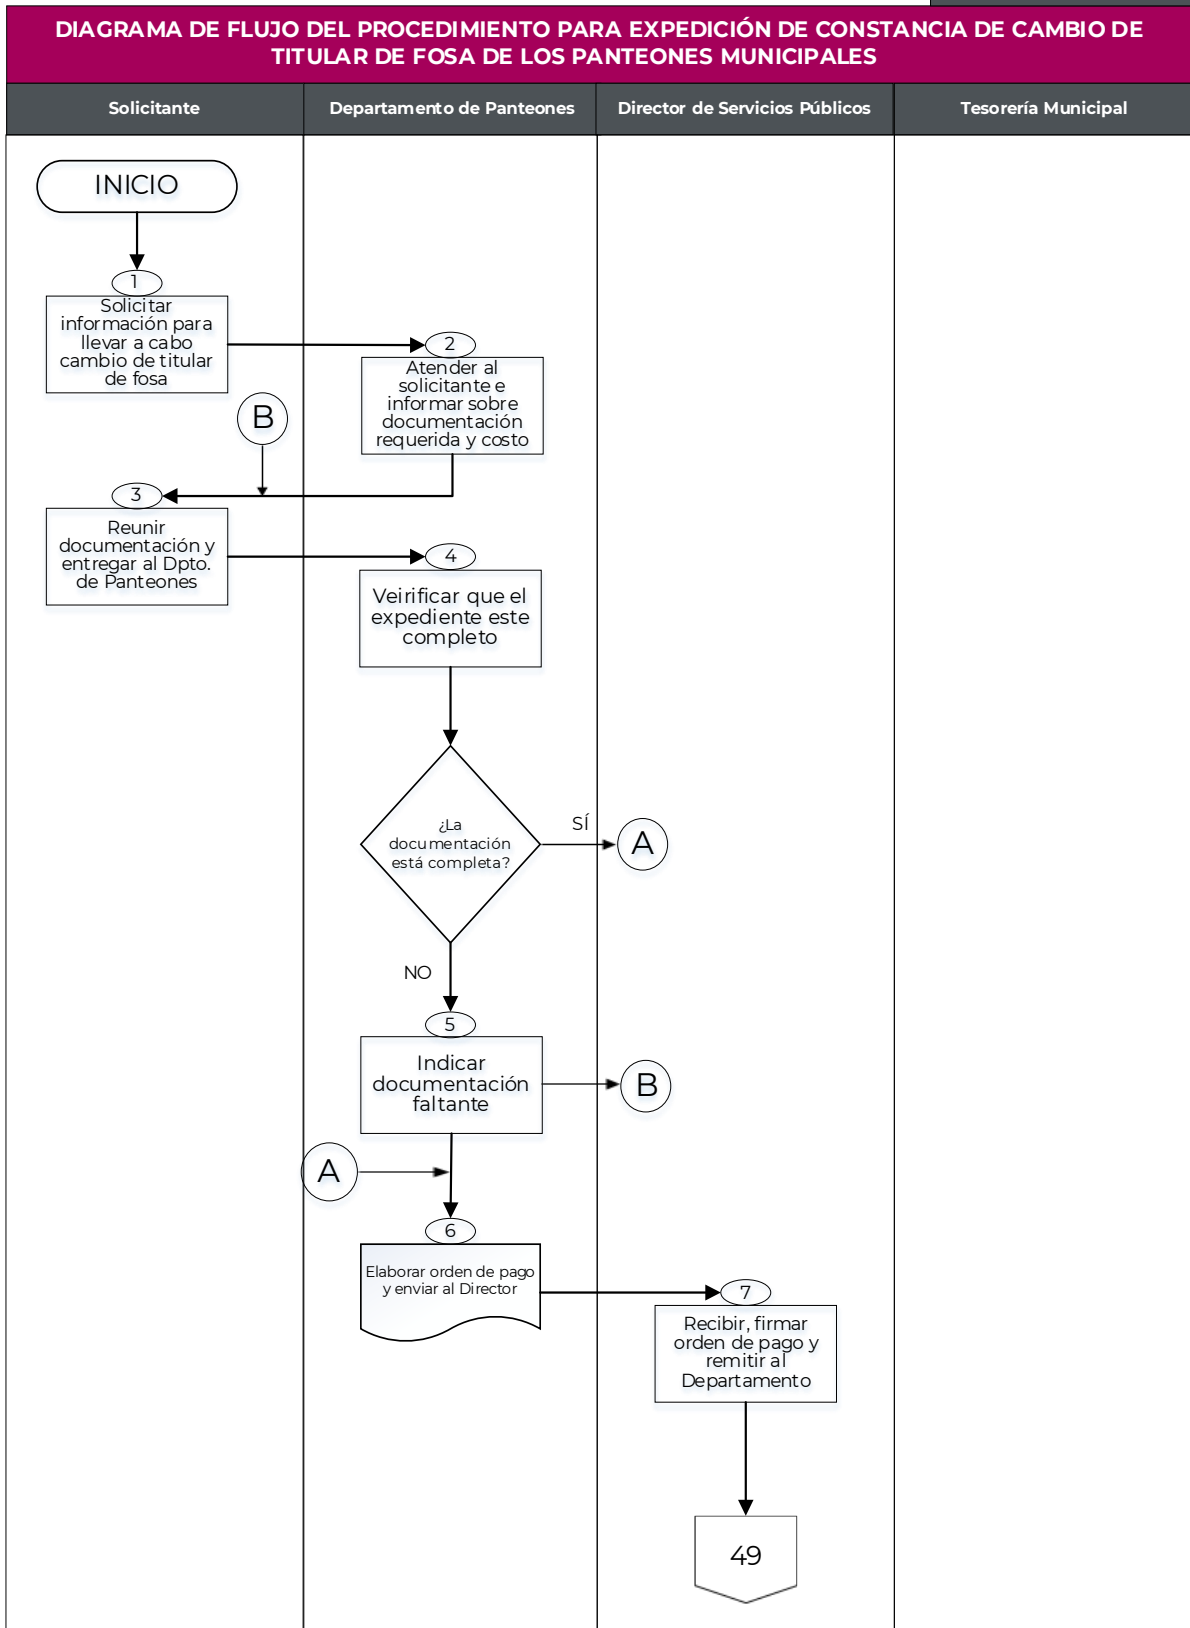 DIAGRAMA DE FLUJO DEL PROCEDIMIENTO PARA EXPEDICIÓN DE CONSTANCIA DE CAMBIO DE
TITULAR DE FOSA DE LOS PANTEONES MUNICIPALES
Solicitante
Departamento de Panteones
Director de Servicios Públicos
Tesorería Municipal
INICIO
1
Solicitar
información para
llevar a cabo
cambio de titular
de fosa
2
Atender al
solicitante e
informar sobre
documentación
requerida y costo
B
3
Reunir
documentación y
entregar al Dpto.
de Panteones
4
Veirificar que el
expediente este
completo
¿La
documentación
está completa?
SÍ
A
NO
5
Indicar
documentación
faltante
B
A
6
Elaborar orden de pago
y enviar al Director
7
Recibir, firmar
orden de pago y
remitir al
Departamento
49